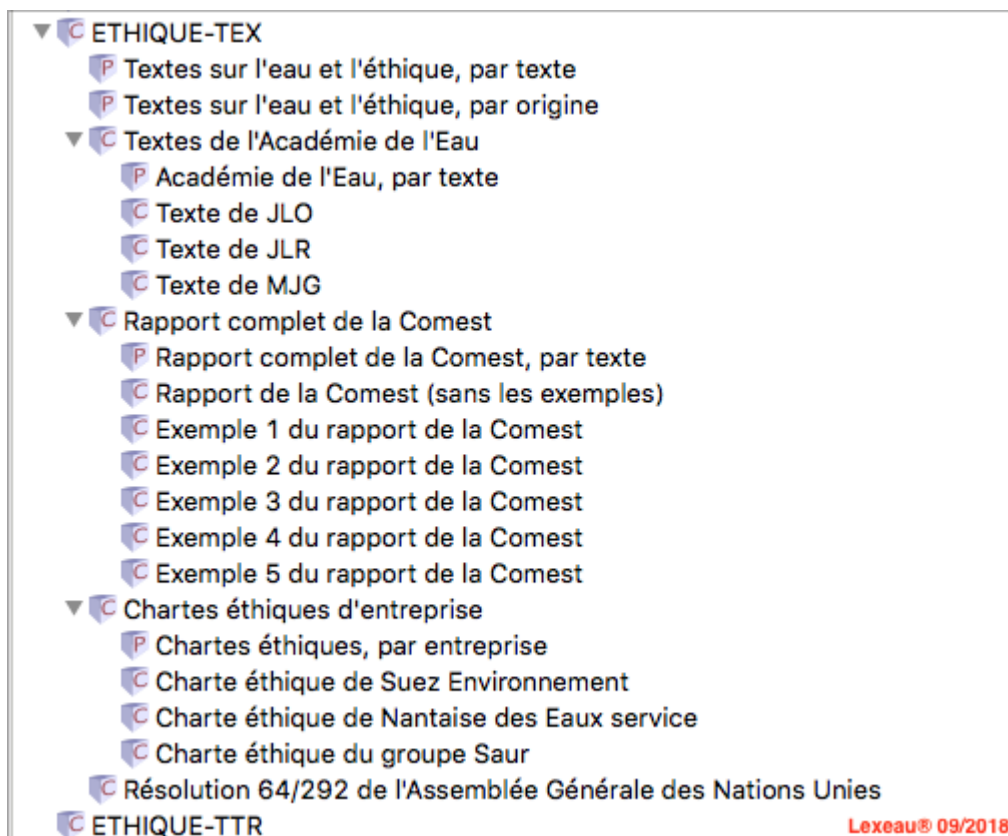 ETHIQUE-TEX
Textes sur l'eau et l'éthique, par texte
Textes sur l'eau et l'éthique, par origine
Textes de l'Académie de l'Eau
Académie de l'Eau, par texte
Texte de JLO
Texte de JLR
Texte de MJG
Rapport complet de la Comest
Rapport complet de la Comest, par texte
Rapport de la Comest (sans les exemples)
Exemple 1 du rapport de la Comest
Exemple 2 du rapport de la Comest
Exemple 3 du rapport de la Comest
Exemple 4 du rapport de la Comest
Exemple 5 du rapport de la Comest
Chartes éthiques d'entreprise
Chartes éthiques, par entreprise
Charte éthique de Suez Environnement
Charte éthique de Nantaise des Eaux service
Charte éthique du groupe Saur
Résolution 64/292 de l'Assemblée Générale des Nations Unies
ETHIQUE-TTR
Lexeau® 09/2018